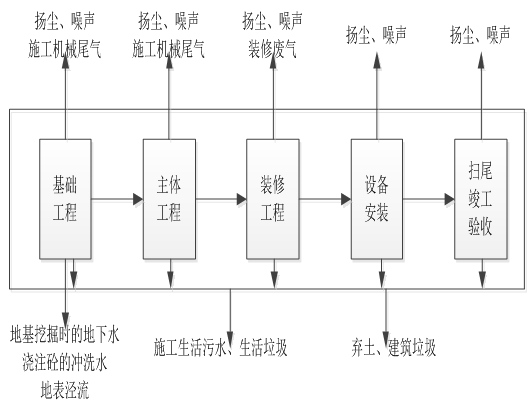 扬尘、噪声
施工机械尾气
扬尘、噪声
施工机械尾气
扬尘、噪声
装修废气
扬尘、噪声
扬尘、噪声
基础
工程
主体
工程
装修
工程
设备
安装
扫尾
竣工
验收
地基挖掘时的地下水
浇注砼的冲洗水
地表泾流
施工生活污水、生活垃圾
弃土、建筑垃圾